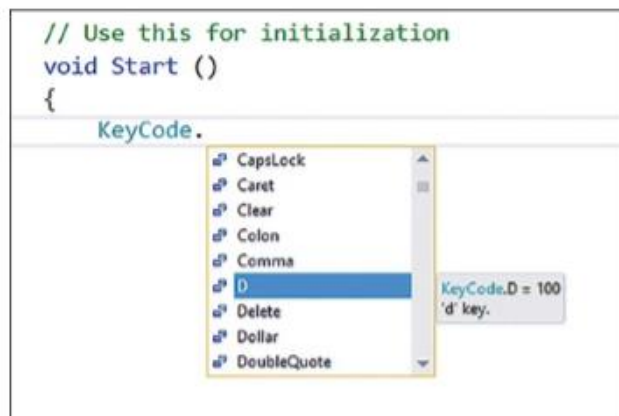 // Use this for initialization
void Start ()
{
KeyCode.
CapsLock
Caret
Clear
Colon
Comma
D
Delete
Dollar
DoubleQuote
KeyCode.D = 100
'd' key.